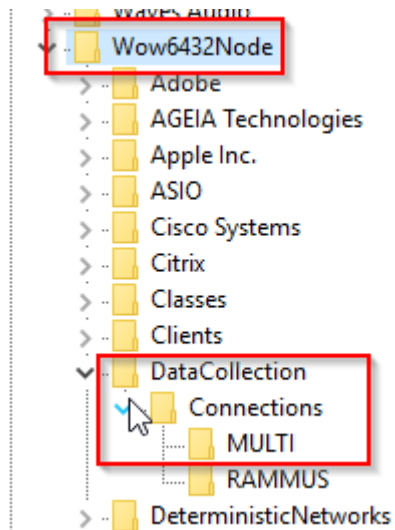 Waves Audio
Wow6432Node
Adobe
AGEIA Technologies
Apple Inc.
ASIO
Cisco Systems
Citrix
Classes
Clients
DataCollection
Connections
MULTI
RAMMUS
DeterministicNetworks